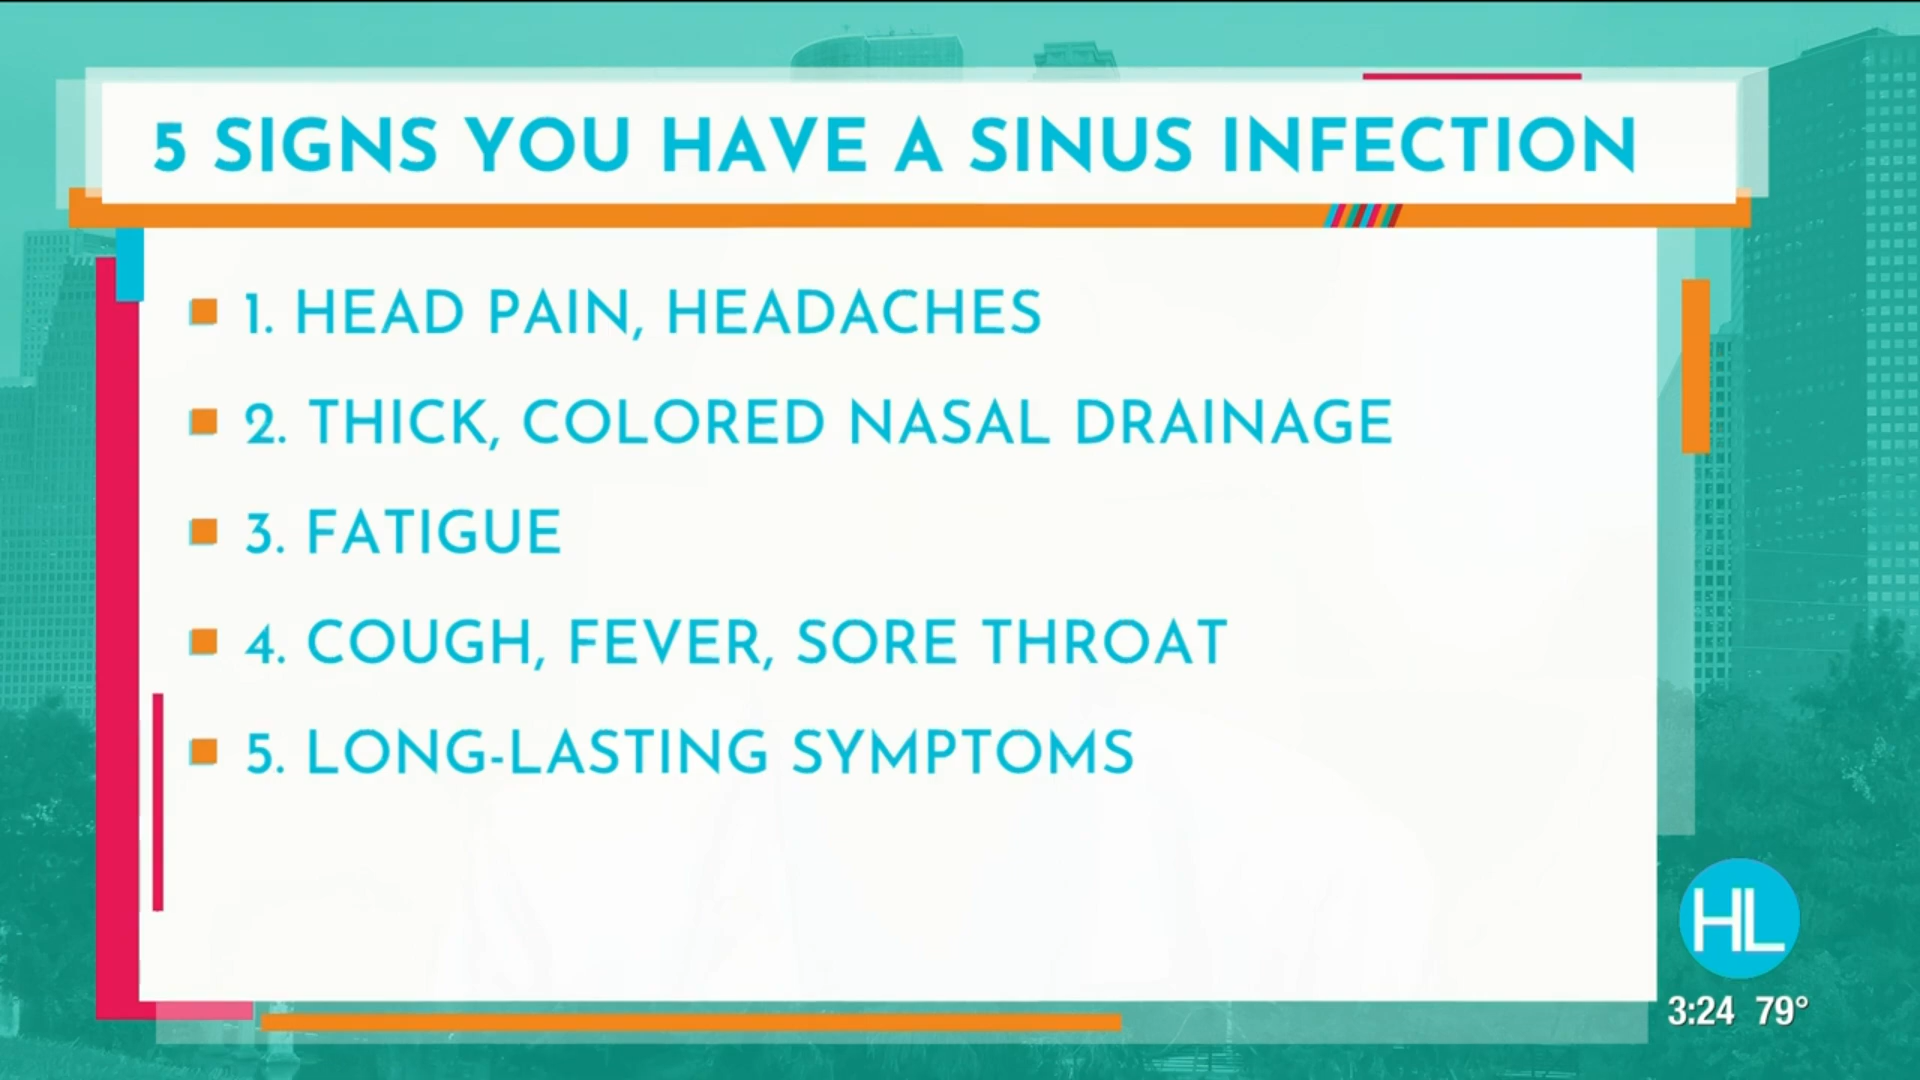 5 SIGNS YOU HAVE A SINUS INFECTION
1. HEAD PAIN, HEADACHES
2. THICK, COLORED NASAL DRAINAGE
3. FATIGUE
4. COUGH, FEVER, SORE THROAT
5. LONG-LASTING SYMPTOMS
HL
3:24 79°